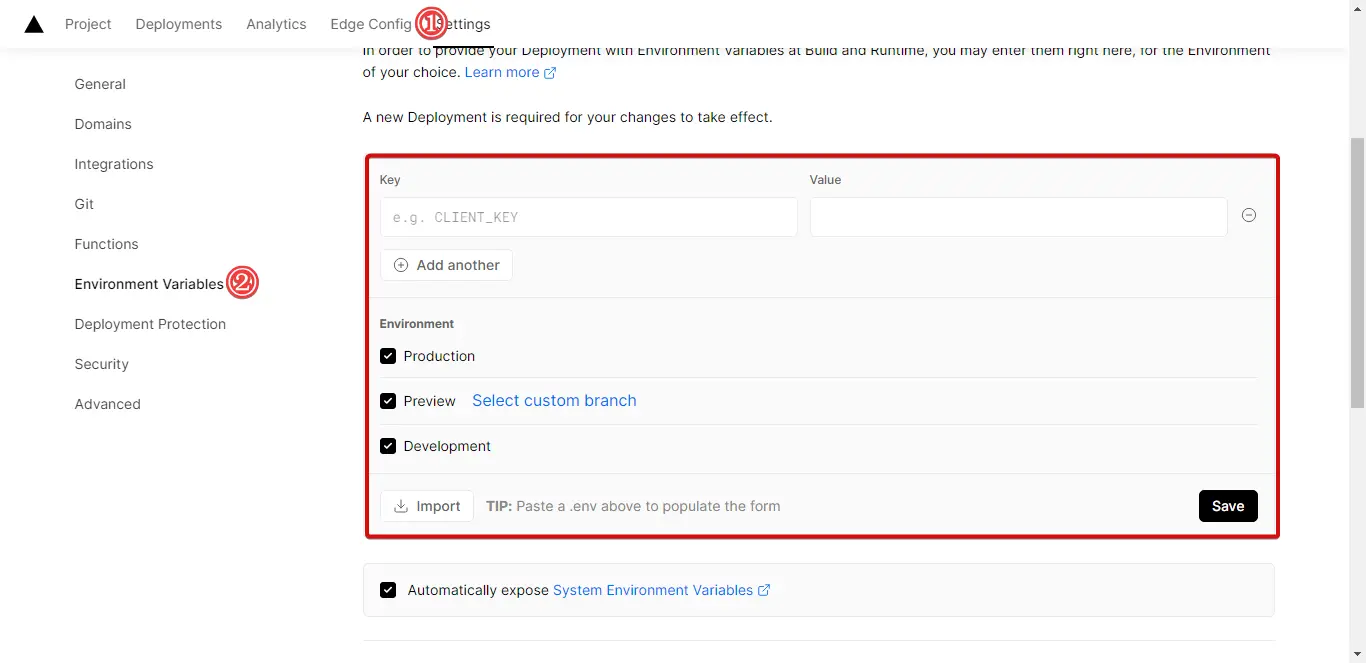 Project Deployments Analytics Edge Config ① Settings
In order to provide your Deployment with Environment Variables at Build and Runtime, you may enter them right here, for the Environment
of your choice. Learn more
A new Deployment is required for your changes to take effect.
General
Domains
Integrations
Git
Functions
Environment Variables ②
Deployment Protection
Security
Advanced
Key Value
e.g. CLIENT_KEY
Add another
Environment
Production
Preview Select custom branch
Development
Import TIP: Paste a .env above to populate the form Save
Automatically expose System Environment Variables